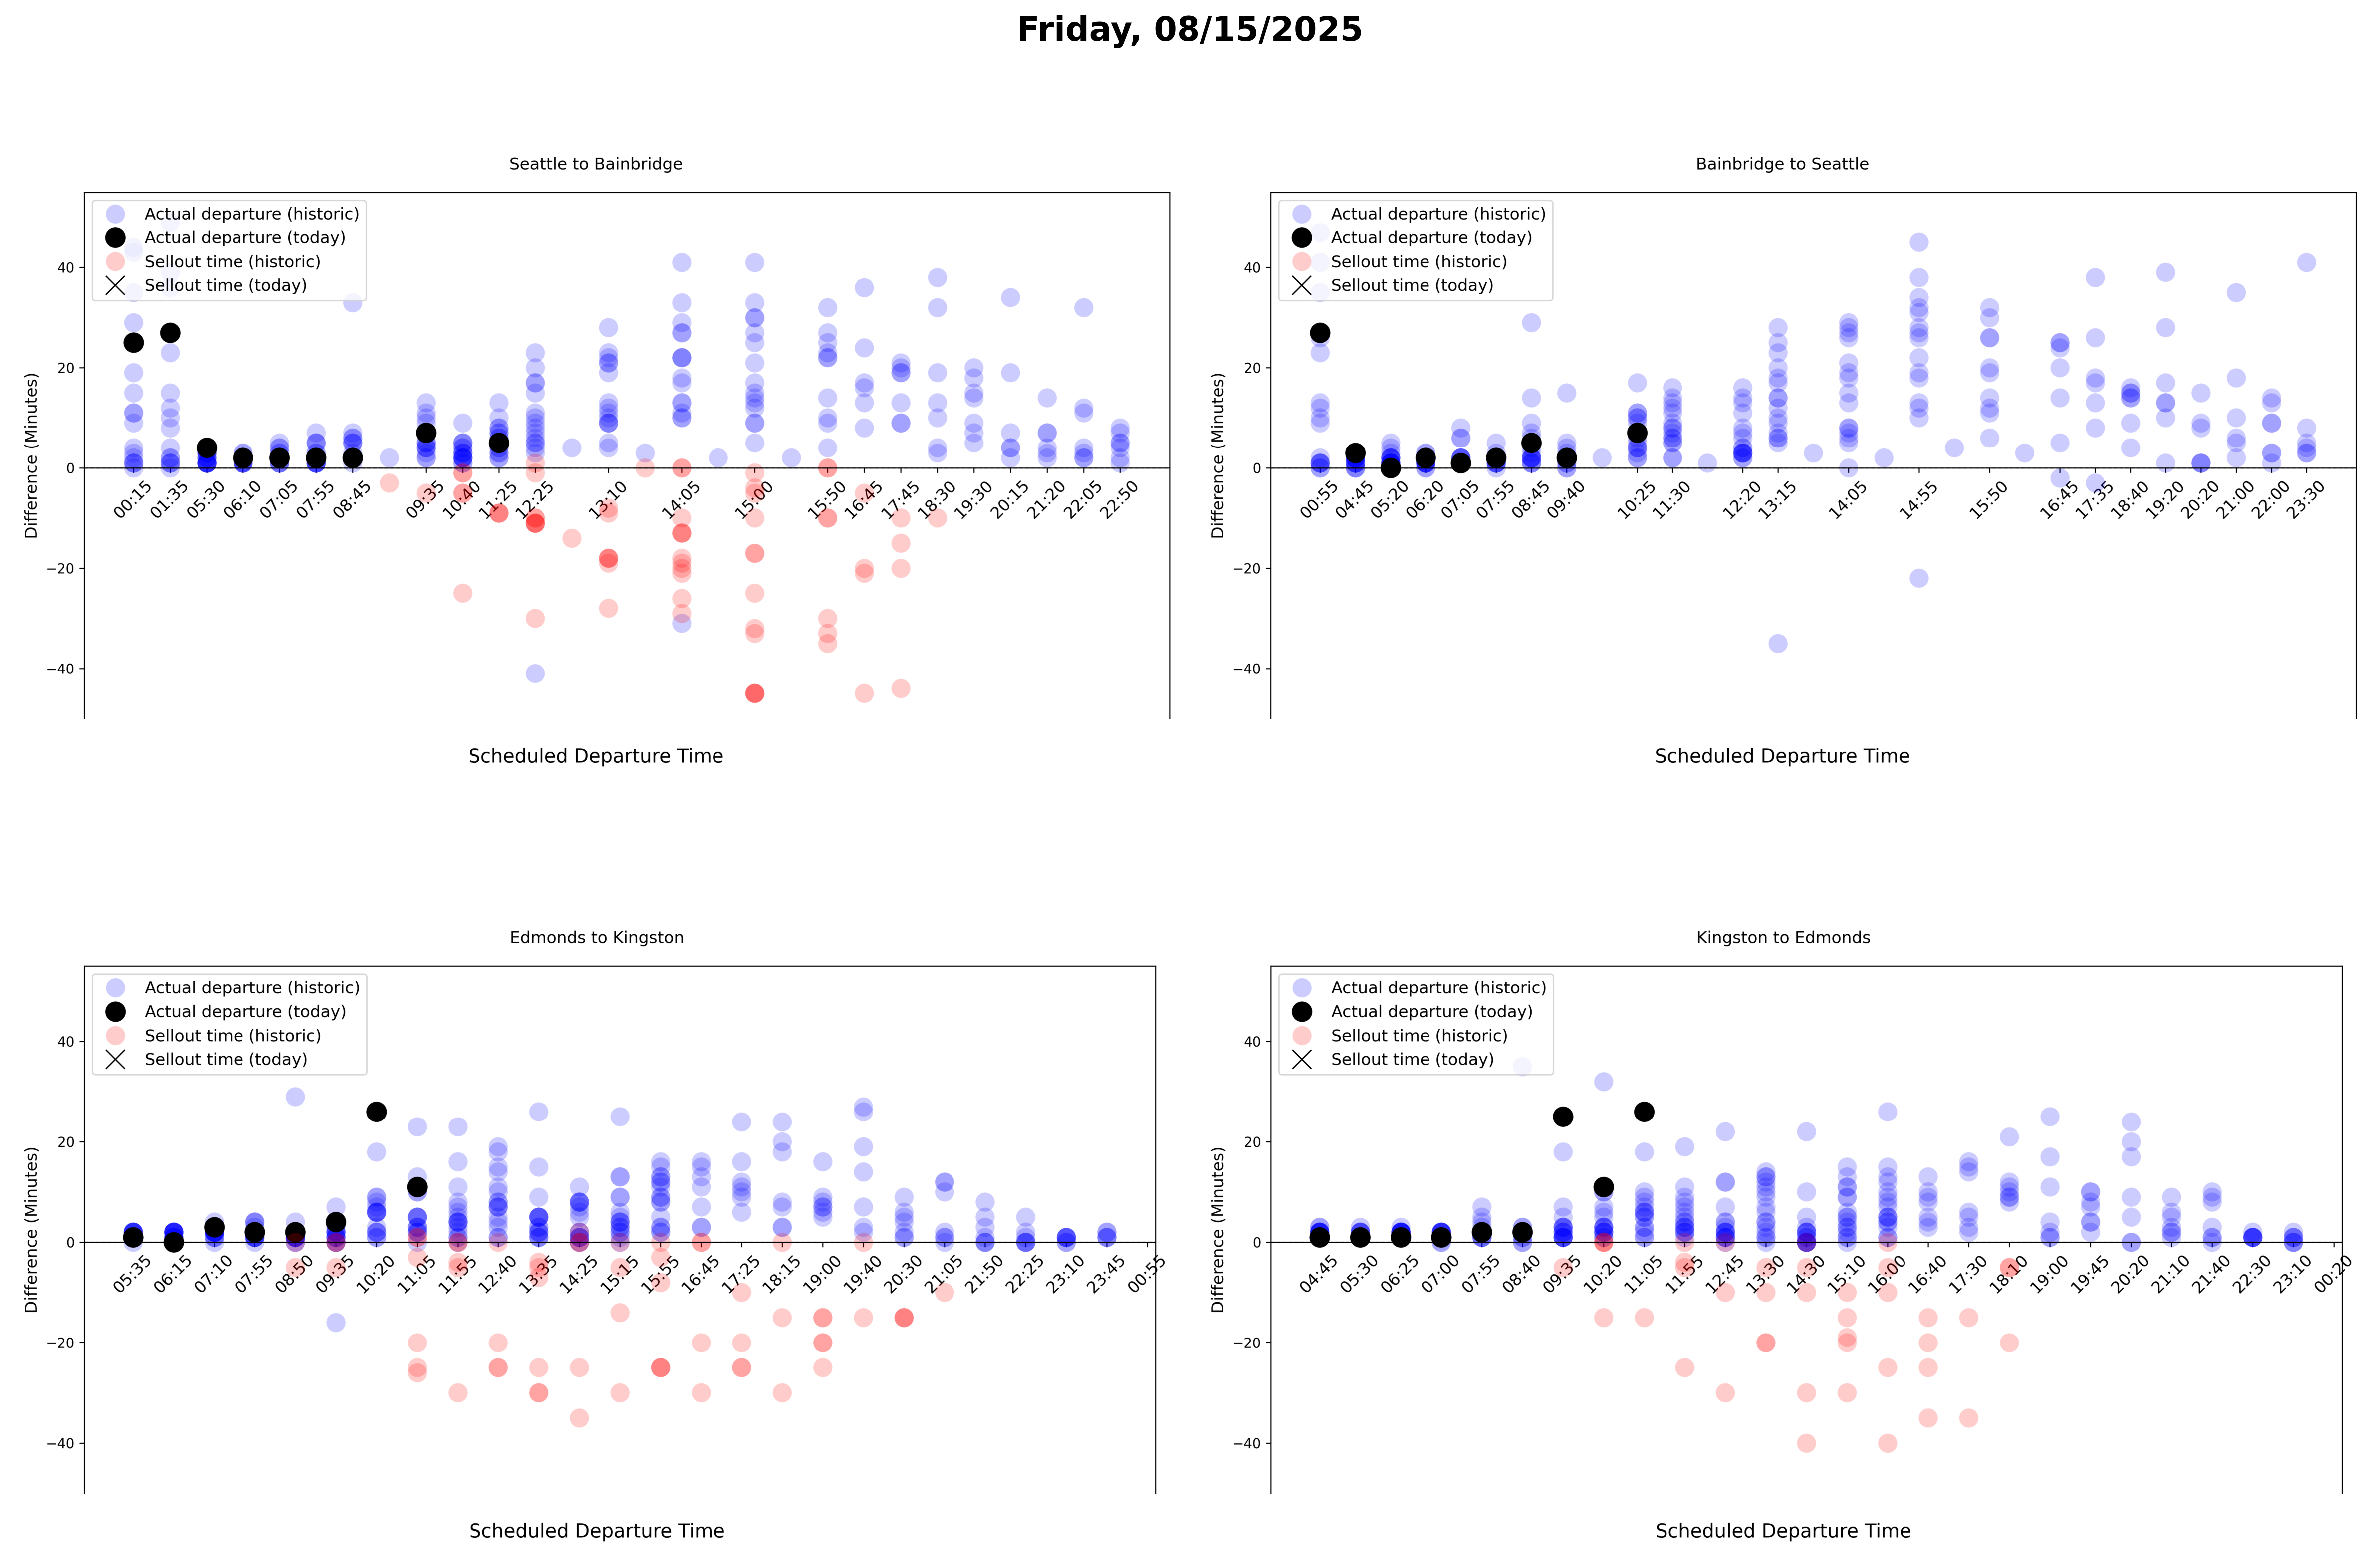 Friday, 08/15/2025
Seattle to Bainbridge
Actual departure (historic)
Actual departure (today)
Sellout time (historic)
Sellout time (today)
40
20
0
−20
−40
Difference (Minutes)
00:15 01:35 05:30 06:10 07:05 07:55 08:45 09:35 10:40 11:25 12:25 13:10 14:05 15:00 15:50 16:45 17:45 18:30 19:30 20:15 21:20 22:05 22:50
Scheduled Departure Time
Bainbridge to Seattle
Actual departure (historic)
Actual departure (today)
Sellout time (historic)
Sellout time (today)
40
20
0
−20
−40
Difference (Minutes)
00:55 04:45 05:20 06:20 07:05 07:55 08:45 09:40 10:25 11:30 12:20 13:15 14:05 14:55 15:50 16:45 17:35 18:40 19:20 20:20 21:00 22:00 23:30
Scheduled Departure Time
Edmonds to Kingston
Actual departure (historic)
Actual departure (today)
Sellout time (historic)
Sellout time (today)
40
20
0
−20
−40
Difference (Minutes)
05:35 06:15 07:10 07:55 08:50 09:35 10:20 11:05 11:55 12:40 13:35 14:25 15:15 15:55 16:45 17:25 18:15 19:00 19:40 20:30 21:05 21:50 22:25 23:10 23:45 00:55
Scheduled Departure Time
Kingston to Edmonds
Actual departure (historic)
Actual departure (today)
Sellout time (historic)
Sellout time (today)
40
20
0
−20
−40
Difference (Minutes)
04:45 05:30 06:25 07:00 07:55 08:40 09:35 10:20 11:05 11:55 12:45 13:30 14:30 15:10 16:00 16:40 17:30 18:10 19:00 19:45 20:20 21:10 21:40 22:30 23:10 00:20
Scheduled Departure Time